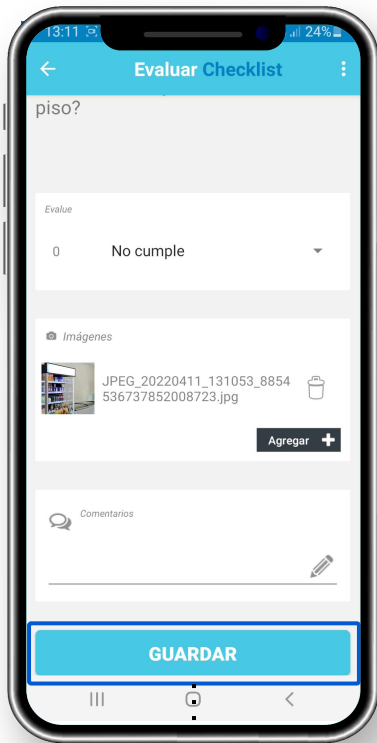 13:11 24%
Evaluar Checklist
piso?
Evalue
0 No cumple
Imágenes
JPEG_20220411_131053_8854
536737852008723.jpg
Agregar
Comentarios
GUARDAR